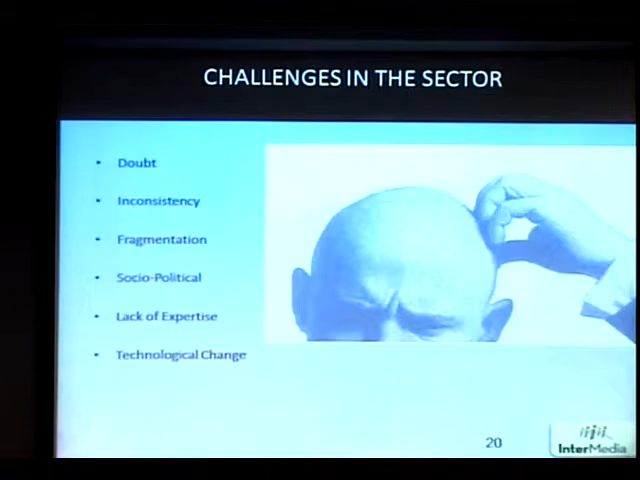 CHALLENGES IN THE SECTOR
• Doubt
• Inconsistency
• Fragmentation
• Socio-Political
• Lack of Expertise
• Technological Change
20
InterMedia